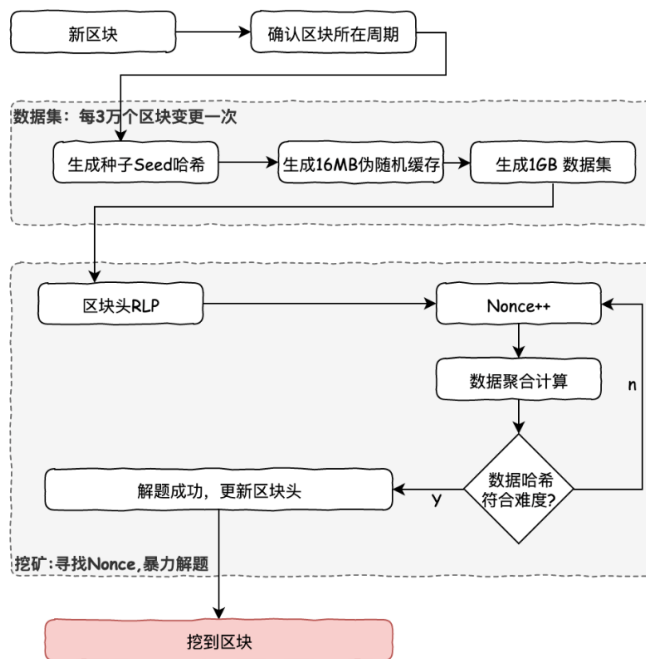 新区块
确认区块所在周期
数据集：每3万个区块变更一次
生成种子Seed哈希
生成16MB伪随机缓存
生成1GB 数据集
区块头RLP
Nonce++
数据聚合计算
n
数据哈希
符合难度?
y
解题成功，更新区块头
挖矿:寻找Nonce,暴力解题
挖到区块